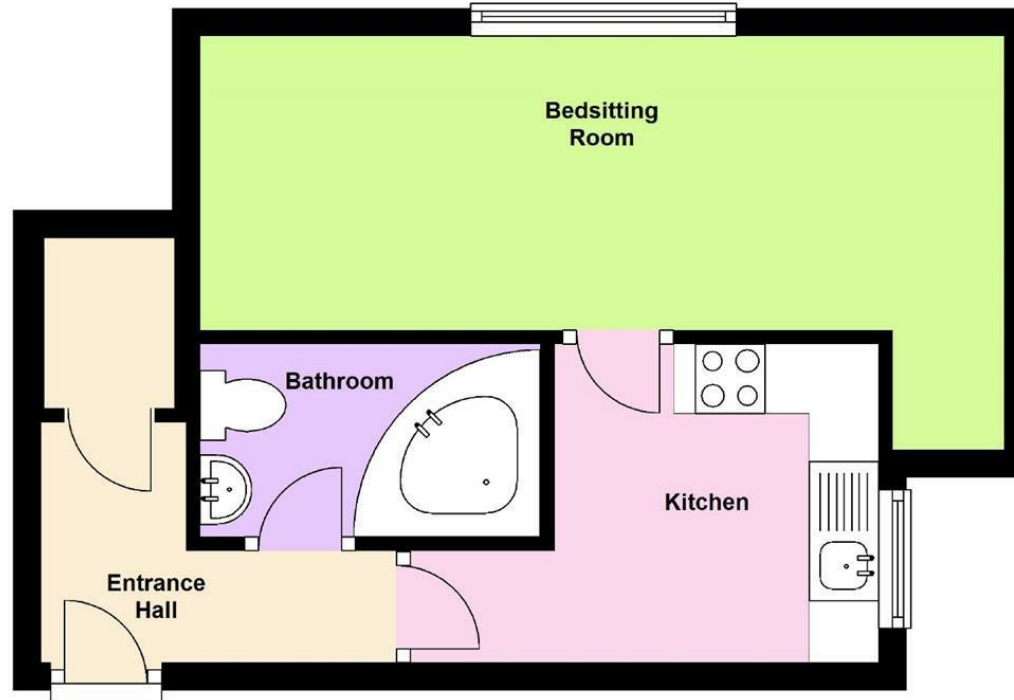 Bedsitting
Room
Bathroom
Kitchen
Entrance
Hall